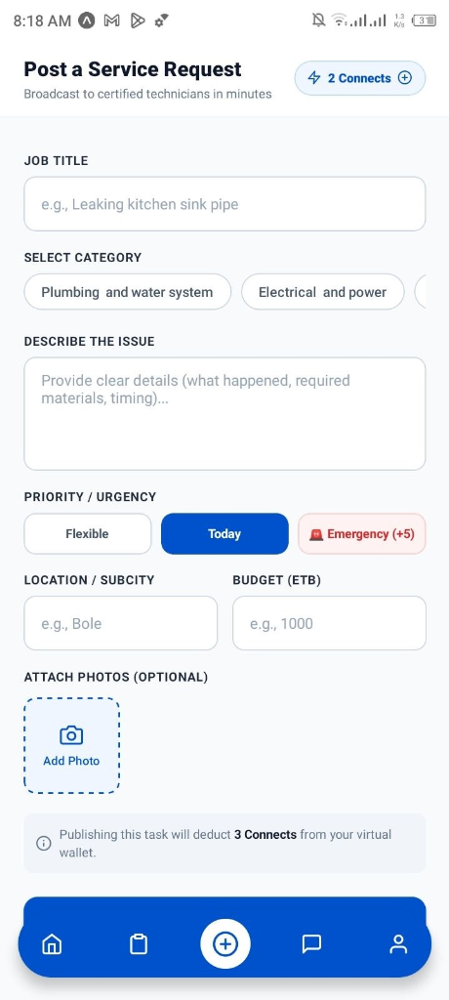 8:18 AM
1.3
K/s
31
Post a Service Request
2 Connects
Broadcast to certified technicians in minutes
JOB TITLE
e.g., Leaking kitchen sink pipe
SELECT CATEGORY
Plumbing  and water system
Electrical  and power
DESCRIBE THE ISSUE
Provide clear details (what happened, required
materials, timing)...
PRIORITY / URGENCY
Flexible
Today
🚨 Emergency (+5)
LOCATION / SUBCITY
BUDGET (ETB)
e.g., Bole
e.g., 1000
ATTACH PHOTOS (OPTIONAL)
Add Photo
Publishing this task will deduct 3 Connects from your virtual
wallet.